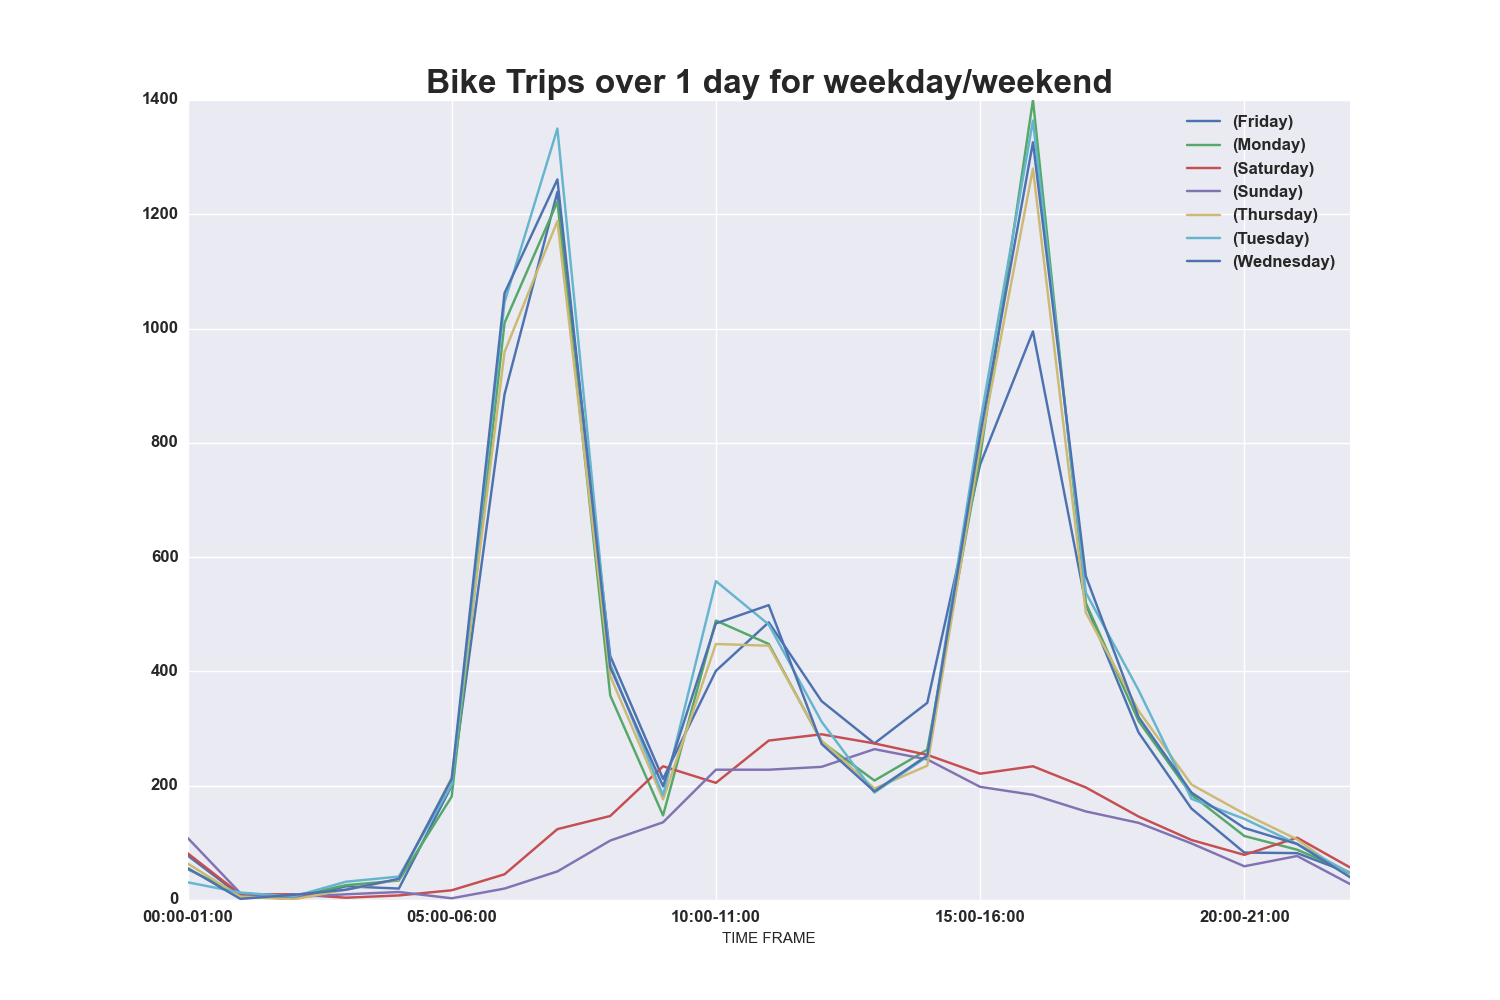 Bike Trips over 1 day for weekday/weekend
1400
1200
1000
800
600
400
200
0
(Friday)
(Monday)
(Saturday)
(Sunday)
(Thursday)
(Tuesday)
(Wednesday)
00:00-01:00 05:00-06:00 10:00-11:00 15:00-16:00 20:00-21:00
TIME FRAME